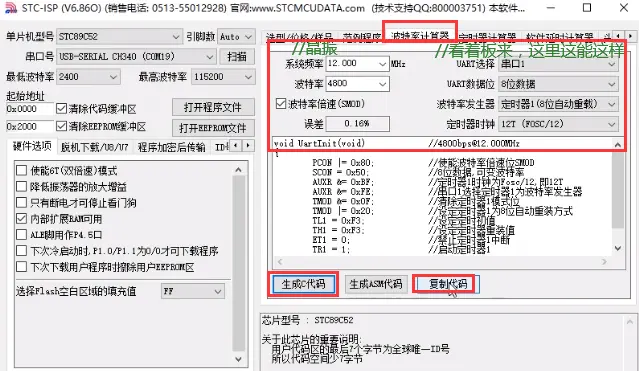 STC-ISP (V6.86O) (销售电话: 0513-55012928) 官网:www.STCMCUDATA.com (技术支持QQ:800003751) 本软件...
单片机型号 STC89C52 引脚数 Auto
串口号 USB-SERIAL CH340 (COM19) 扫描
最低波特率 2400 最高波特率 115200
起始地址
0x0000 清除代码缓冲区 打开程序文件
0x2000 清除EEPROM缓冲区 打开EEPROM文件
硬件选项 脱机下载/U8/U7 程序加密后传输 ID
使能6T(双倍速)模式
降低振荡器的放大增益
只有断电才可停止看门狗
内部扩展RAM可用
ALE脚用作P4.5口
下次冷启动时,P1.0/P1.1为0/0才可下载程序
下次下载用户程序时擦除用户EEPROM区
选择Flash空白区域的填充值 FF
选型/价格/样品 范例程序 波特率计算器 定时器计算器 软件延时计算器
//晶振 //看着板来，这里这能这样
系统频率 12.000 MHz UART选择 串口1
波特率 4800 UART数据位 8位数据
波特率倍速(SMOD) 波特率发生器 定时器1(8位自动重载)
误差 0.16% 定时器时钟 12T (FOSC/12)
void UartInit(void) //4800bps@12.000MHz
{
PCON |= 0x80; //使能波特率倍速位SMOD
SCON = 0x50; //8位数据,可变波特率
AUXR &= 0xBF; //定时器1时钟为Fosc/12,即12T
AUXR &= 0xFE; //串口1选择定时器1为波特率发生器
TMOD &= 0x0F; //清除定时器1模式位
TMOD |= 0x20; //设定定时器1为8位自动重装方式
TL1 = 0xF3; //设定定时初值
TH1 = 0xF3; //设定定时器重装值
ET1 = 0; //禁止定时器1中断
TR1 = 1; //启动定时器1
生成C代码 生成ASM代码 复制代码
芯片型号 : STC89C52
关于此芯片的重要说明:
用户代码区的最后7个字节为全球唯一ID号
所以代码空间少7字节